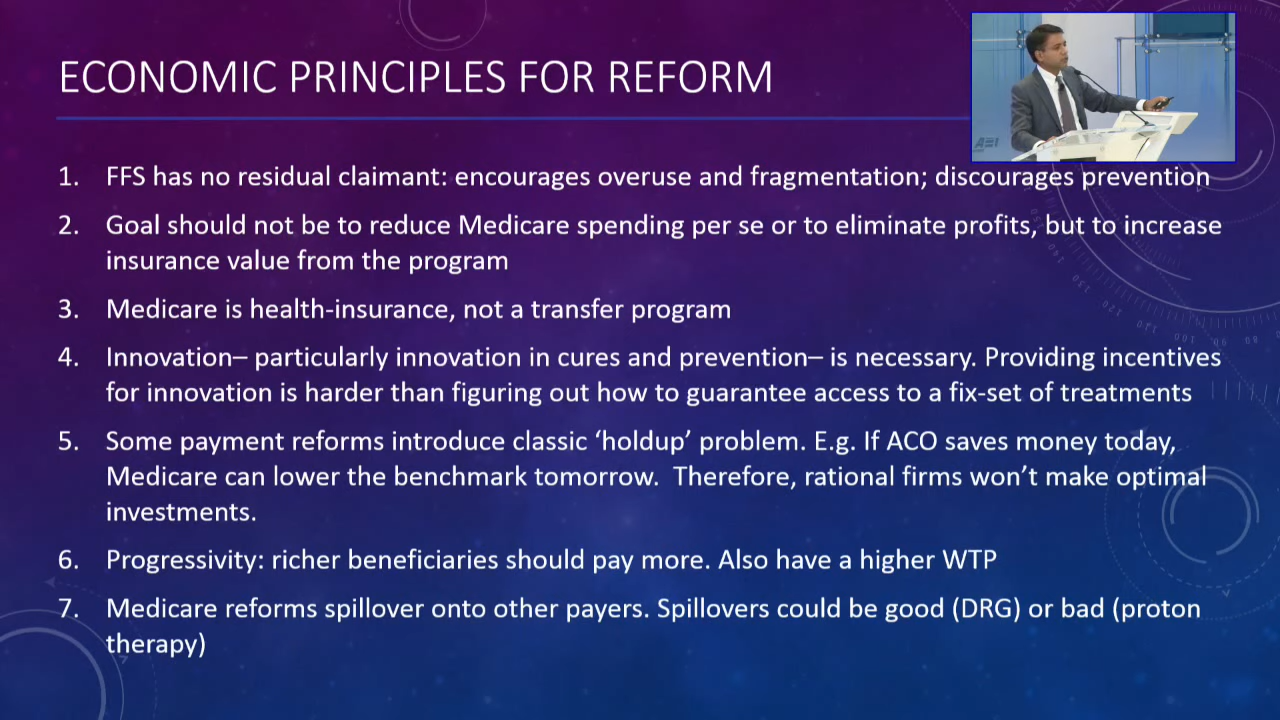 ECONOMIC PRINCIPLES FOR REFORM
AEI
1. FFS has no residual claimant: encourages overuse and fragmentation; discourages prevention
2. Goal should not be to reduce Medicare spending per se or to eliminate profits, but to increase
insurance value from the program
3. Medicare is health-insurance, not a transfer program
4. Innovation– particularly innovation in cures and prevention– is necessary. Providing incentives
for innovation is harder than figuring out how to guarantee access to a fix-set of treatments
5. Some payment reforms introduce classic ‘holdup’ problem. E.g. If ACO saves money today,
Medicare can lower the benchmark tomorrow.  Therefore, rational firms won’t make optimal
investments.
6. Progressivity: richer beneficiaries should pay more. Also have a higher WTP
7. Medicare reforms spillover onto other payers. Spillovers could be good (DRG) or bad (proton
therapy)